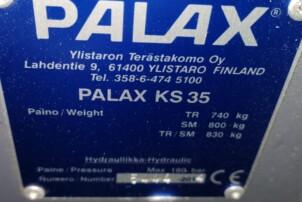 PALAX®
Ylistaron Terästakomo Oy
Lahdentie 9, 61400 YLISTARO FINLAND
Tel. 358-6-474 5100
PALAX KS 35
Paino/Weight TR 740 kg
SM 800 kg
TR/SM 830 kg
Hydrauliikka-Hydraulic
Paine/Pressure Max 180 bar
Numero/Number